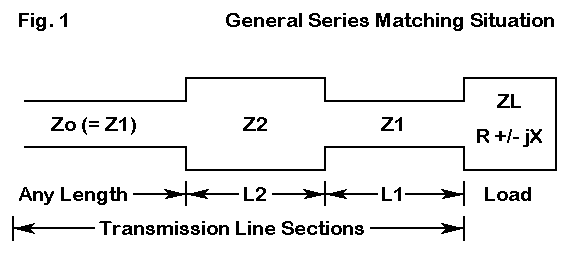 Fig. 1 General Series Matching Situation
Zo (= Z1) Z2 Z1 ZL
R +/- jX
Any Length L2 L1 Load
Transmission Line Sections